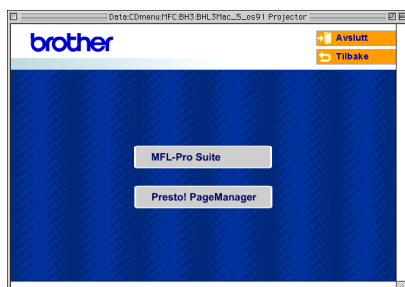 Data:CDmenu:MFC:BH3:BHL3Mac_5_os91 Projector
brother
Avslutt
Tilbake
MFL-Pro Suite
Presto! PageManager